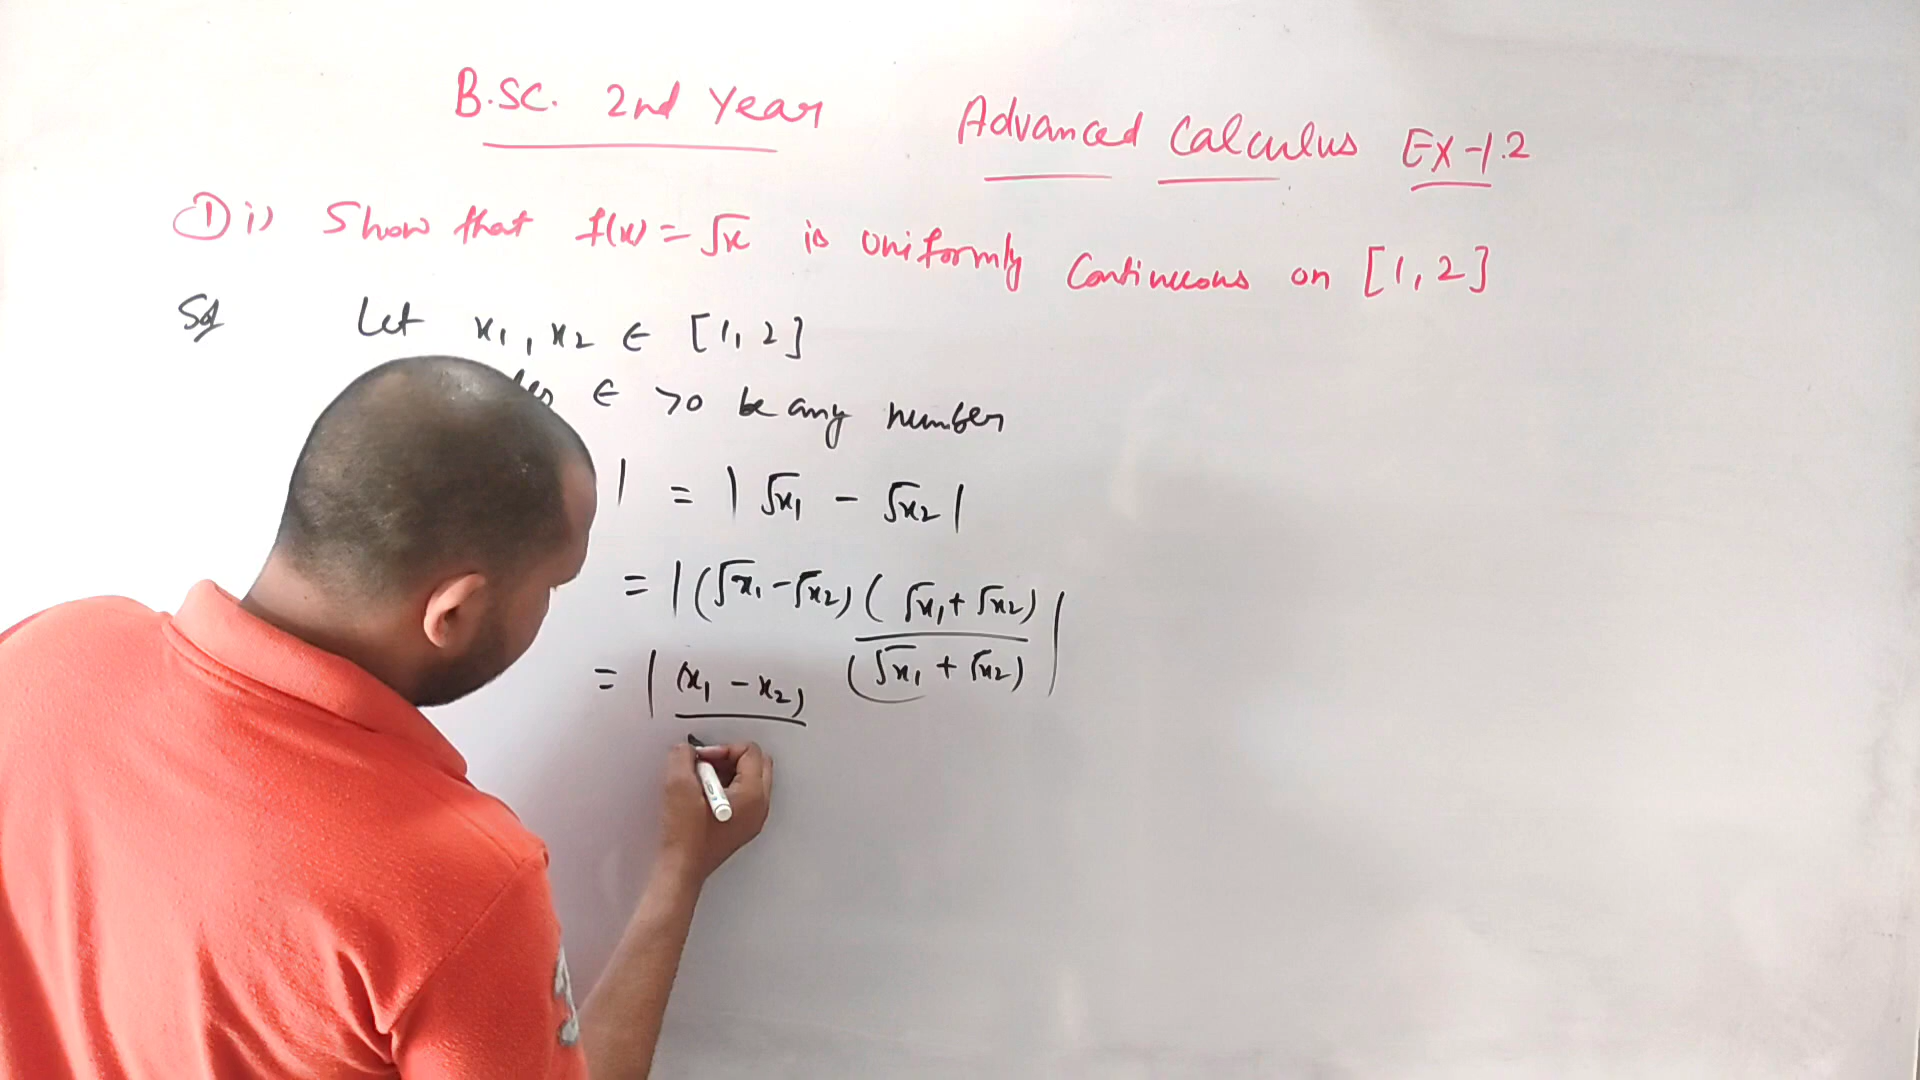 B.SC. 2nd Year Advanced Calculus EX-1.2
① i) Show that f(x) = √x is uniformly Continuous on [1, 2]
Sol Let x₁, x₂ ∈ [1, 2]
∈ >0 be any number
| = | √x₁ - √x₂ |
= | (√x₁ - √x₂) (√x₁ + √x₂) / (√x₁ + √x₂) |
= | (x₁ - x₂)